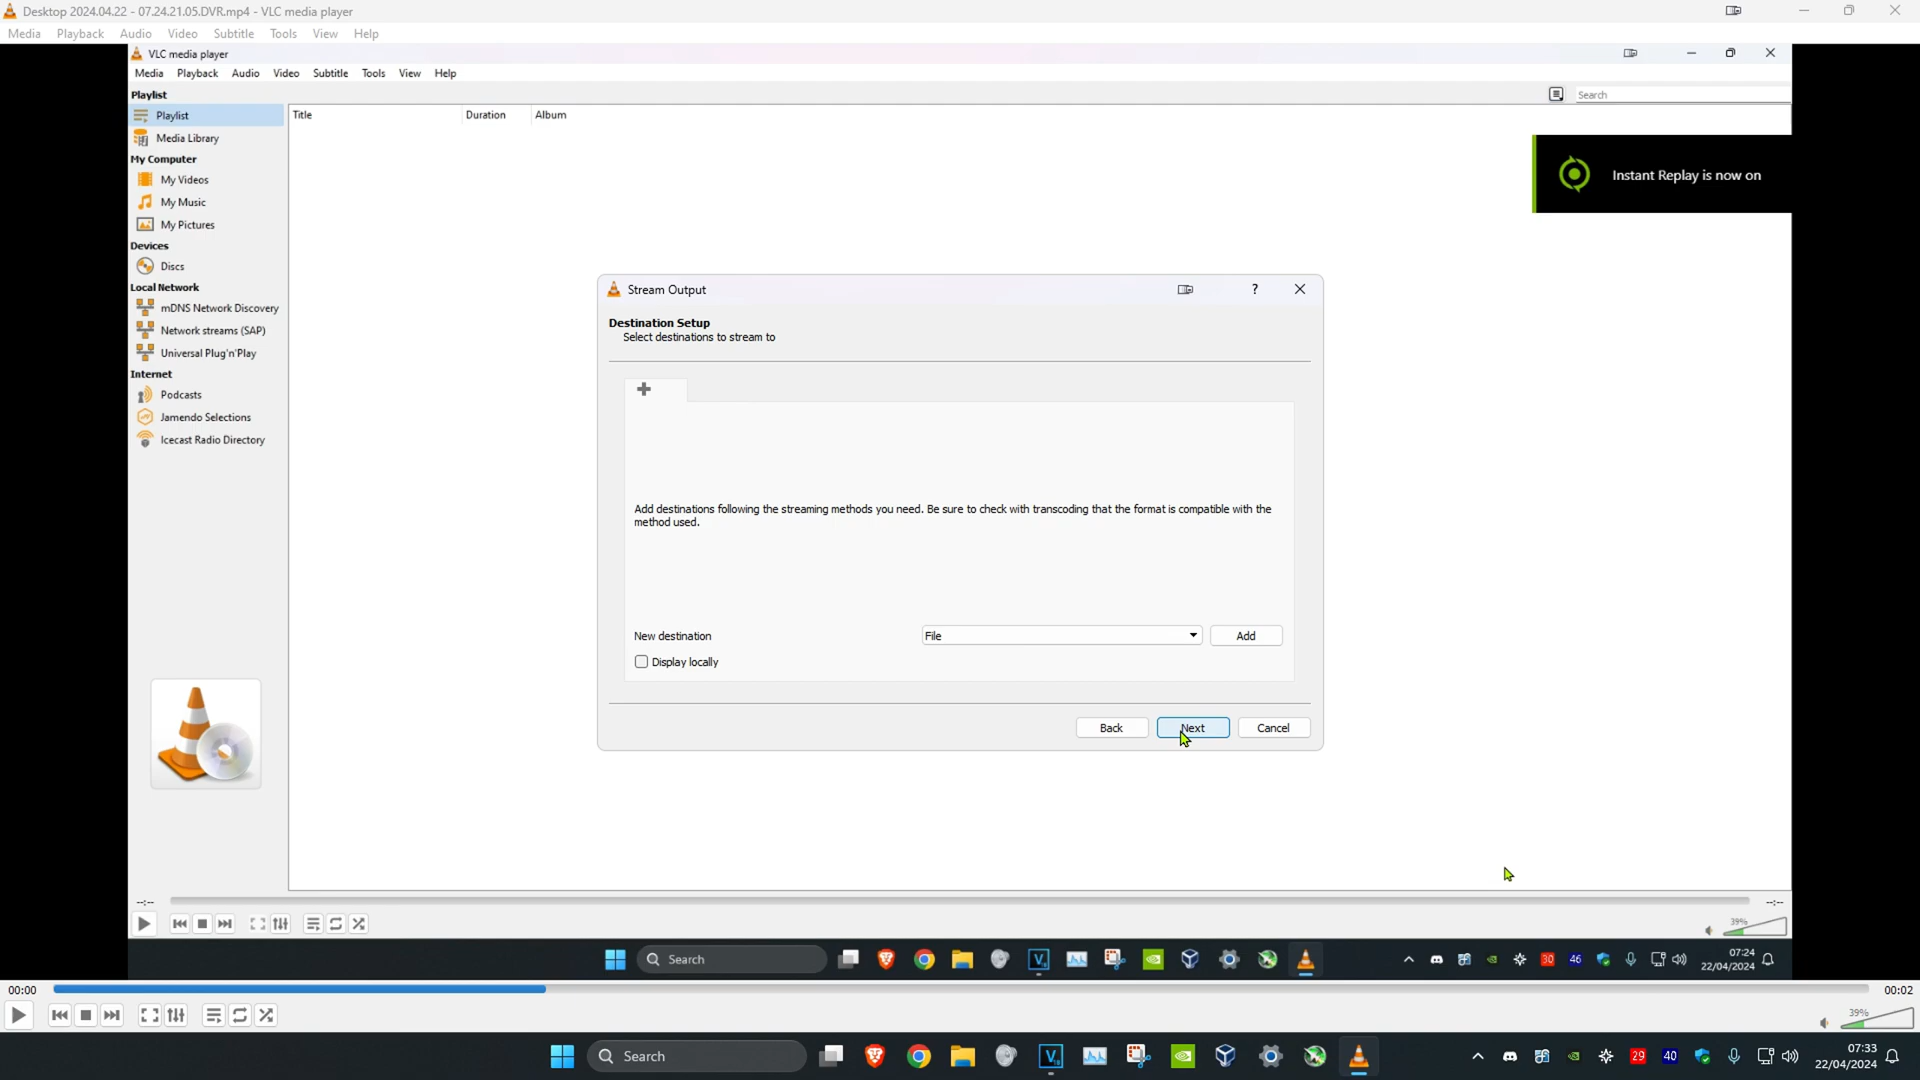 Desktop 2024.04.22 - 07.24.21.05.DVR.mp4 - VLC media player
Media Playback Audio Video Subtitle Tools View Help
VLC media player
Media Playback Audio Video Subtitle Tools View Help
Playlist
Search
Playlist
Title Duration Album
Media Library
My Computer
My Videos
Instant Replay is now on
My Music
My Pictures
Devices
Discs
Local Network
Stream Output
?
mDNS Network Discovery
Destination Setup
Network streams (SAP)
Select destinations to stream to
Universal Plug'n'Play
Internet
Podcasts
Jamendo Selections
Icecast Radio Directory
Add destinations following the streaming methods you need. Be sure to check with transcoding that the format is compatible with the
method used.
New destination File Add
Display locally
Back Next Cancel
--:-- --:--
39%
Search
30 46
07:24
22/04/2024
00:00 00:02
39%
Search
29 40
07:33
22/04/2024